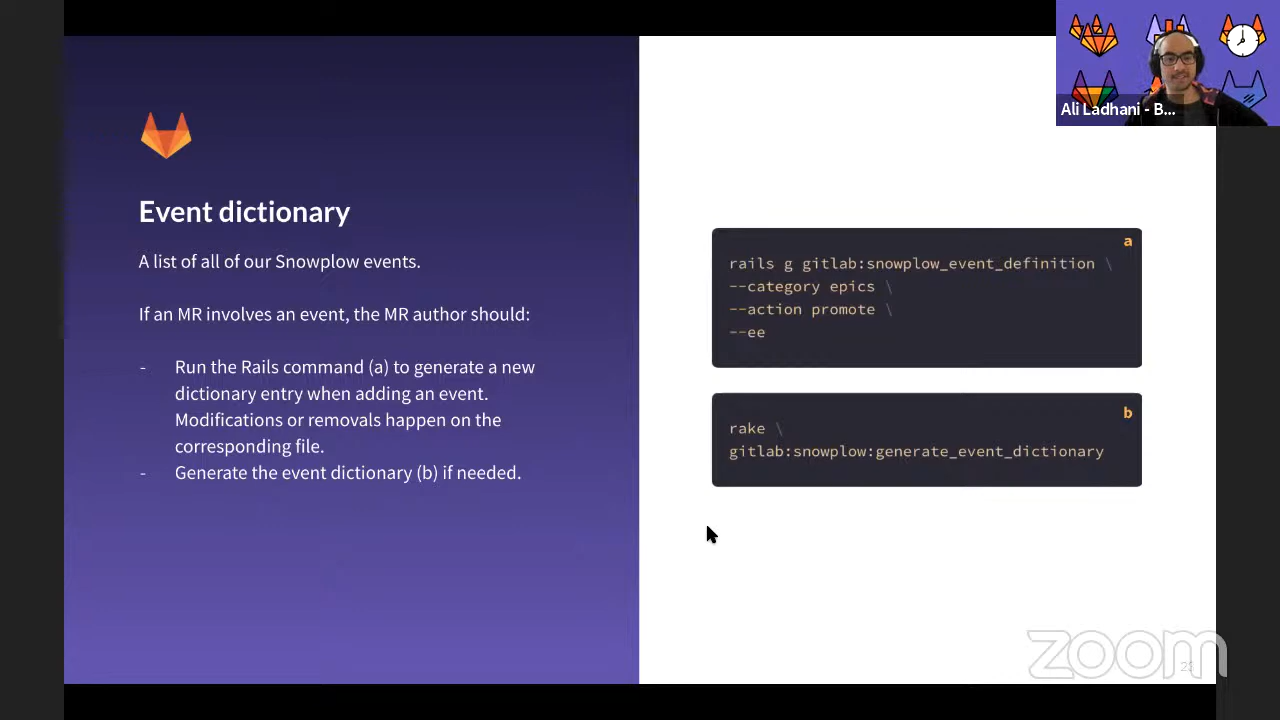 Event dictionary
A list of all of our Snowplow events.
If an MR involves an event, the MR author should:
- Run the Rails command (a) to generate a new
dictionary entry when adding an event.
Modifications or removals happen on the
corresponding file.
- Generate the event dictionary (b) if needed.
a
rails g gitlab:snowplow_event_definition \
--category epics \
--action promote \
--ee
b
rake \
gitlab:snowplow:generate_event_dictionary
Ali Ladhani - B...
zoom